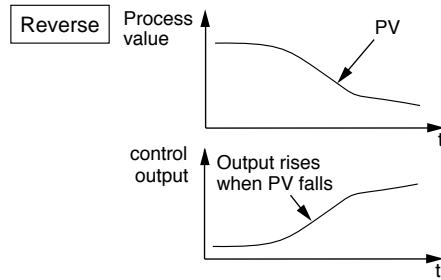 Reverse
Process
value
PV
t
control
output
Output rises
when PV falls
t